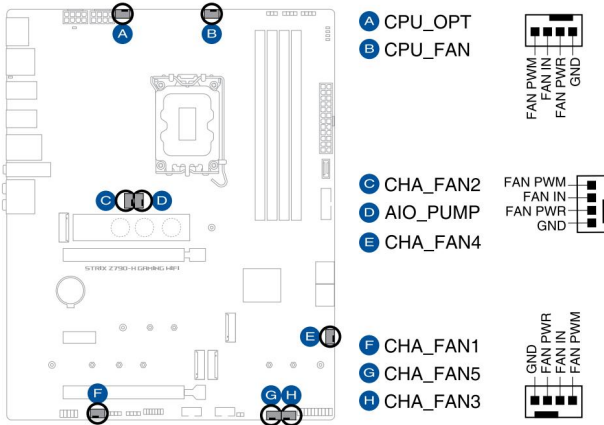 A CPU_OPT
B CPU_FAN
FAN PWM
FAN IN
FAN PWR
GND
A
B
C
D
C CHA_FAN2
D AIO_PUMP
E CHA_FAN4
FAN PWM
FAN IN
FAN PWR
GND
STRIX Z790-H GAMING WIFI
E
F
G
H
F CHA_FAN1
G CHA_FAN5
H CHA_FAN3
GND
FAN PWR
FAN IN
FAN PWM